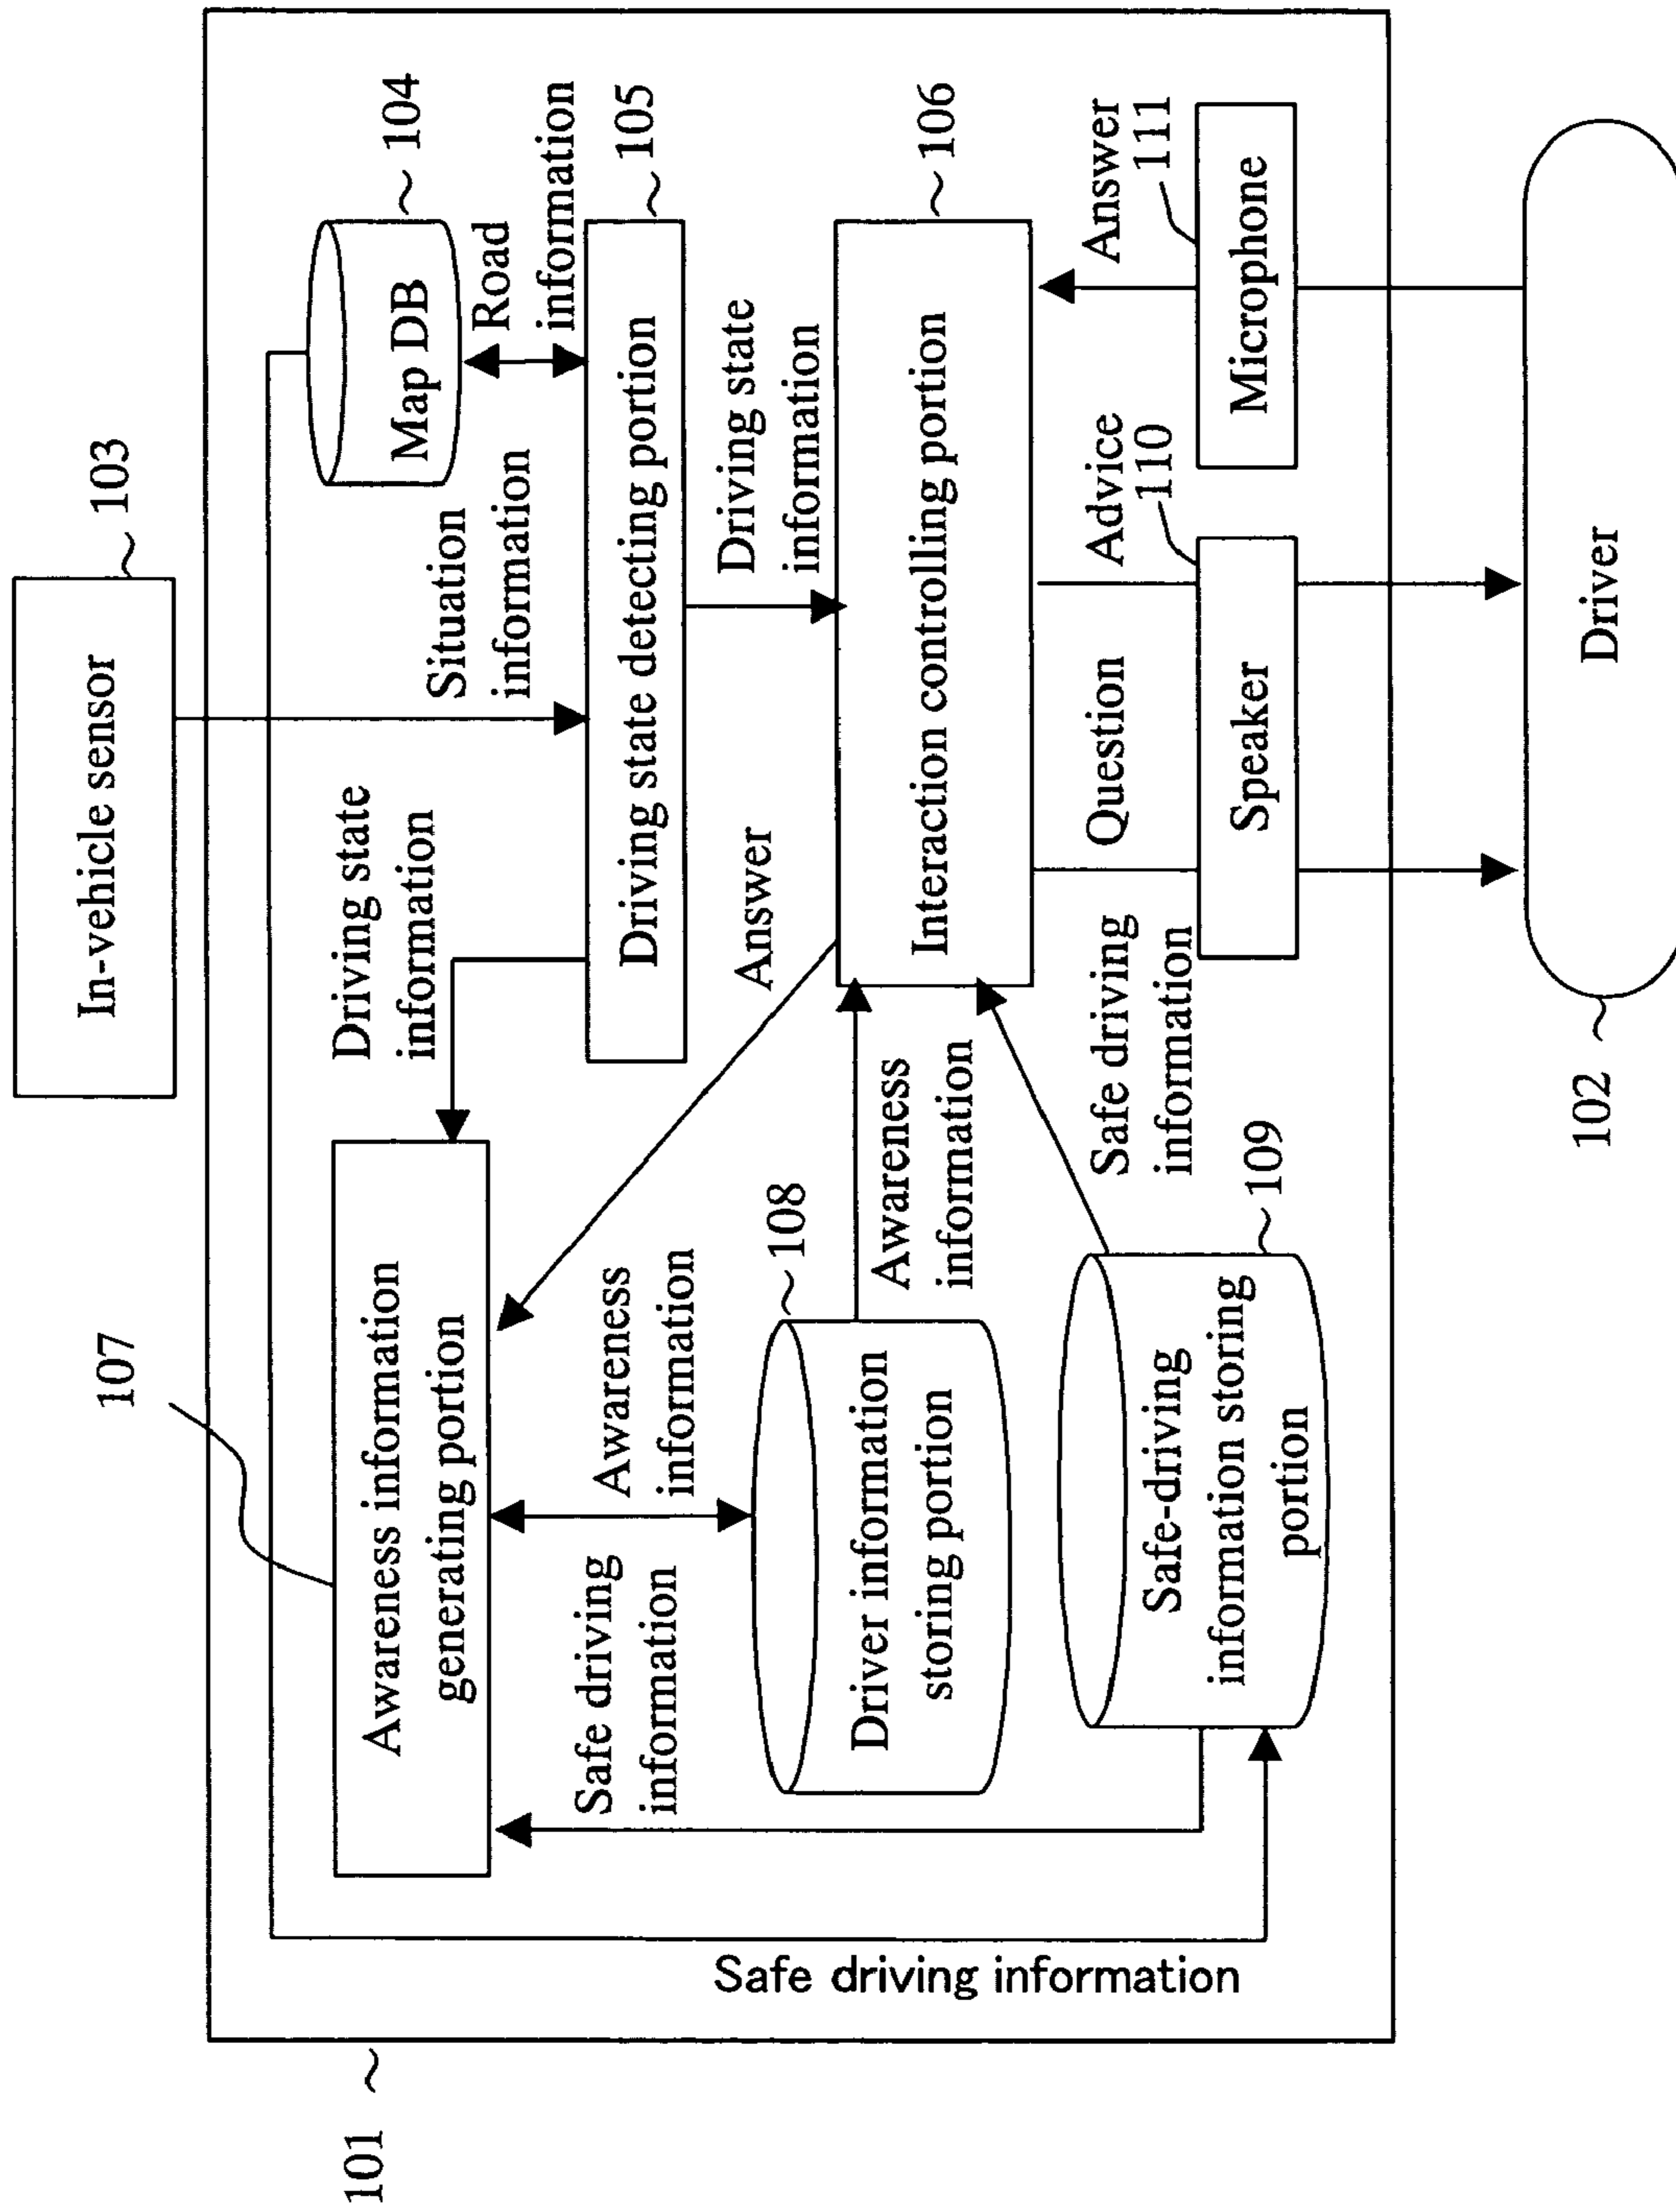 101
In-vehicle sensor
103
107
Awareness information
generating portion
Driving state
information
Situation
information
Map DB
104
Road
information
Driving state detecting portion
105
Safe driving
information
Awareness
information
Answer
Driving state
information
Driver information
storing portion
108
Awareness
information
Interaction controlling portion
106
Safe-driving
information storing
portion
109
Safe driving
information
Question
Advice
110
Answer
111
Speaker
Microphone
Safe driving information
102
Driver